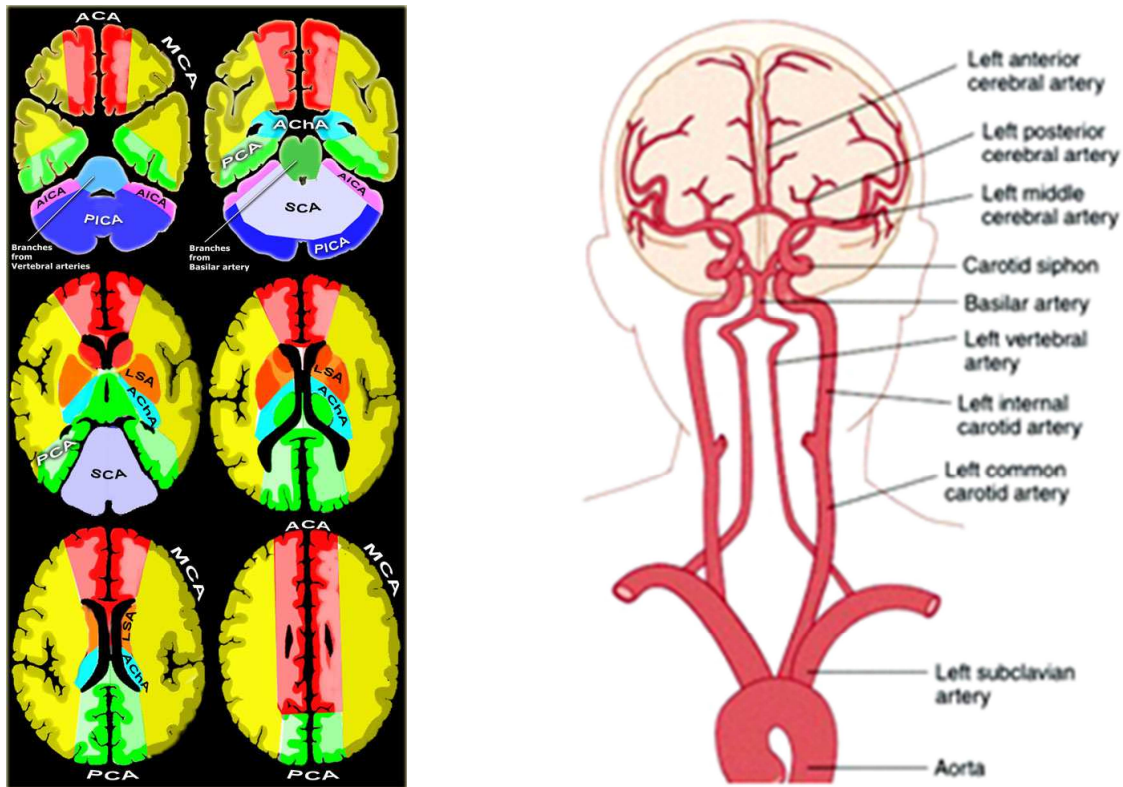 ACA
MCA
AChA
PCA
AICA
AICA
AICA
PICA
SCA
PICA
Branches
from
Vertebral arteries
Branches
from
Basilar artery
LSA
AChA
PCA
SCA
LSA
AChA
ACA
MCA
MCA
LSA
AChA
PCA
PCA
Left anterior
cerebral artery
Left posterior
cerebral artery
Left middle
cerebral artery
Carotid siphon
Basilar artery
Left vertebral
artery
Left internal
carotid artery
Left common
carotid artery
Left subclavian
artery
Aorta